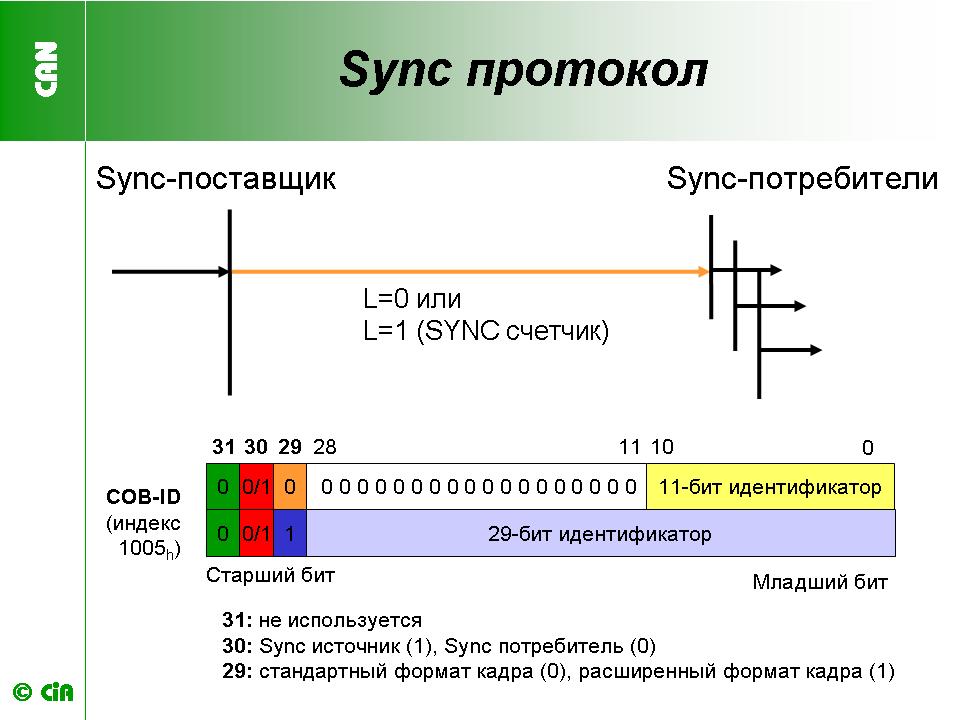 CAN
Sync протокол
Sync-поставщик
Sync-потребители
L=0 или
L=1 (SYNC счетчик)
31 30 29 28 11 10 0
0 0/1 0 0 0 0 0 0 0 0 0 0 0 0 0 0 0 0 0 0 0 11-бит идентификатор
COB-ID
(индекс
1005h)
0 0/1 1 29-бит идентификатор
Старший бит
Младший бит
31: не используется
30: Sync источник (1), Sync потребитель (0)
29: стандартный формат кадра (0), расширенный формат кадра (1)
© CiA